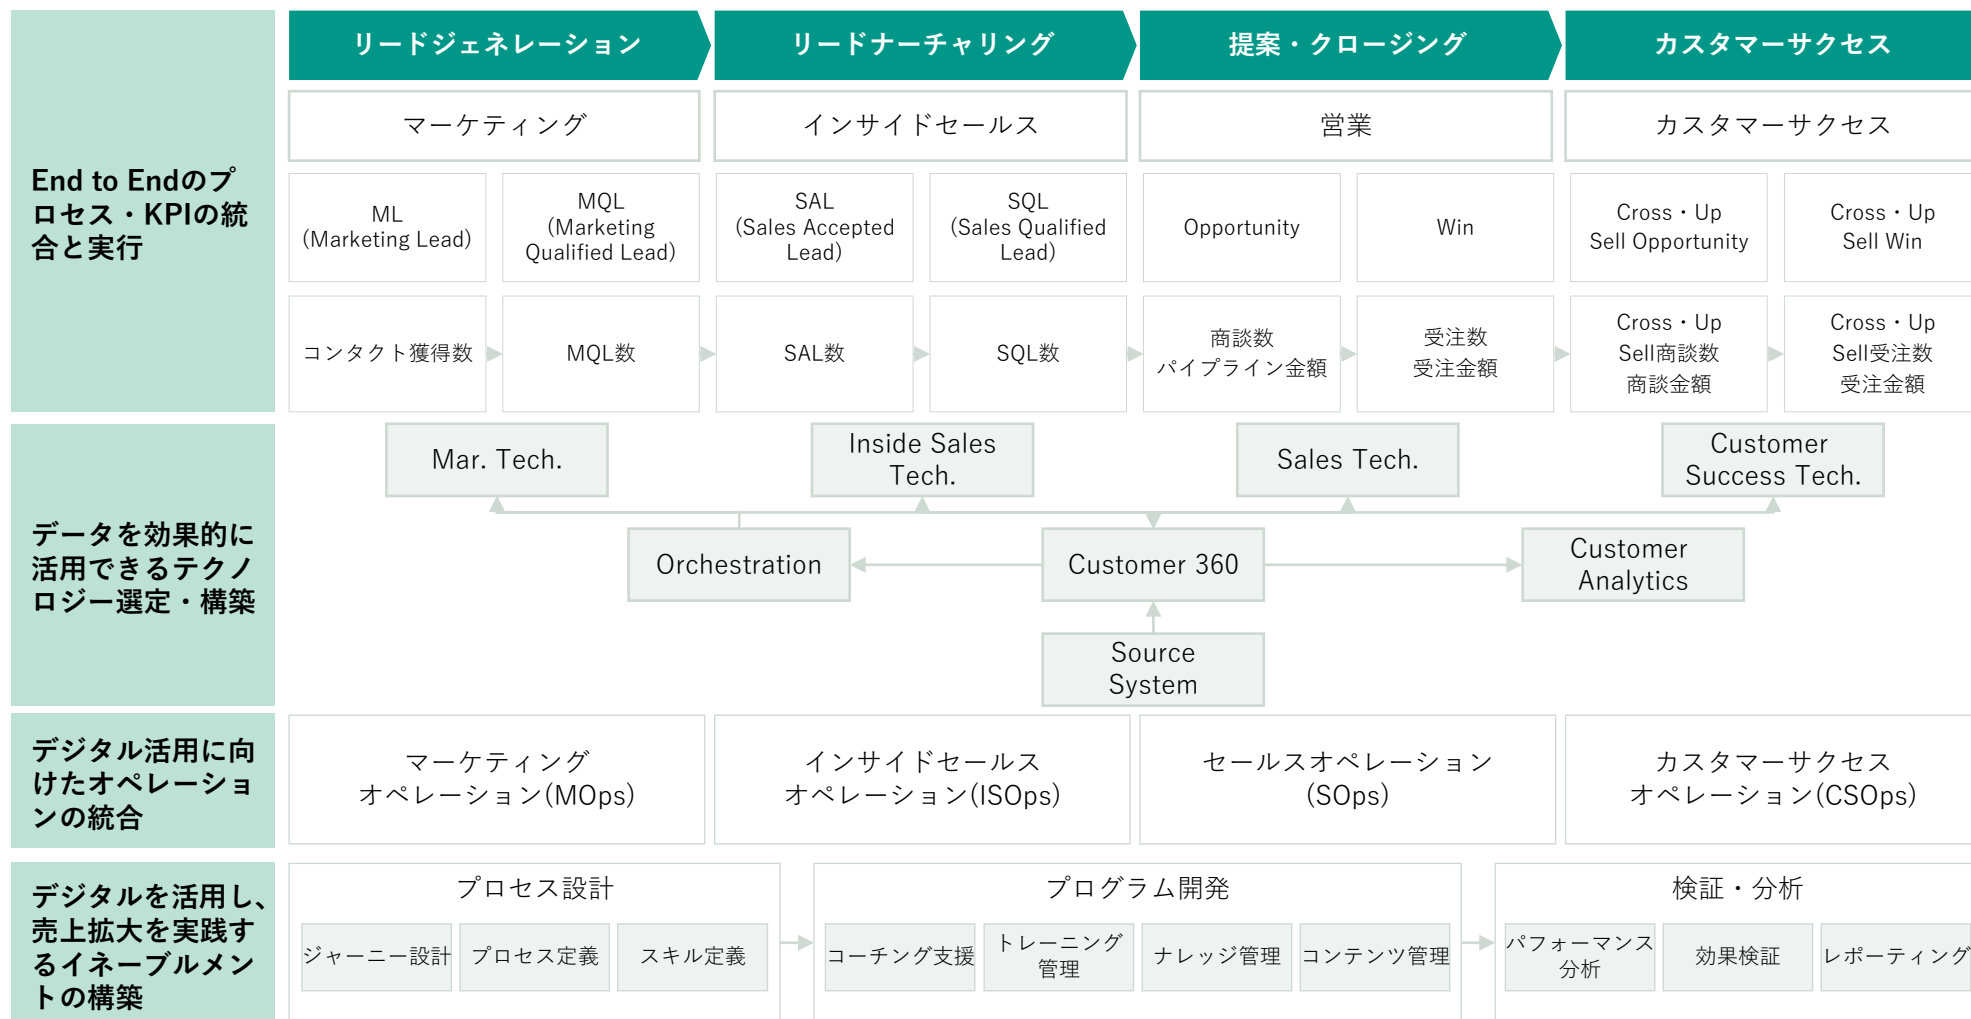 リードジェネレーション
リードナーチャリング
提案・クロージング
カスタマーサクセス
End to Endのプ
ロセス・KPIの統
合と実行
マーケティング
インサイドセールス
営業
カスタマーサクセス
ML
(Marketing Lead)
MQL
(Marketing
Qualified Lead)
SAL
(Sales Accepted
Lead)
SQL
(Sales Qualified
Lead)
Opportunity
Win
Cross・Up
Sell Opportunity
Cross・Up
Sell Win
コンタクト獲得数
MQL数
SAL数
SQL数
商談数
パイプライン金額
受注数
受注金額
Cross・Up
Sell商談数
商談金額
Cross・Up
Sell受注数
受注金額
データを効果的に
活用できるテクノ
ロジー選定・構築
Mar. Tech.
Inside Sales
Tech.
Sales Tech.
Customer
Success Tech.
Orchestration
Customer 360
Customer
Analytics
Source
System
デジタル活用に向
けたオペレーショ
ンの統合
マーケティング
オペレーション(MOps)
インサイドセールス
オペレーション(ISOps)
セールスオペレーション
(SOps)
カスタマーサクセス
オペレーション(CSOps)
デジタルを活用し、
売上拡大を実践す
るイネーブルメン
トの構築
プロセス設計
ジャーニー設計
プロセス定義
スキル定義
プログラム開発
コーチング支援
トレーニング
管理
ナレッジ管理
コンテンツ管理
検証・分析
パフォーマンス
分析
効果検証
レポーティング